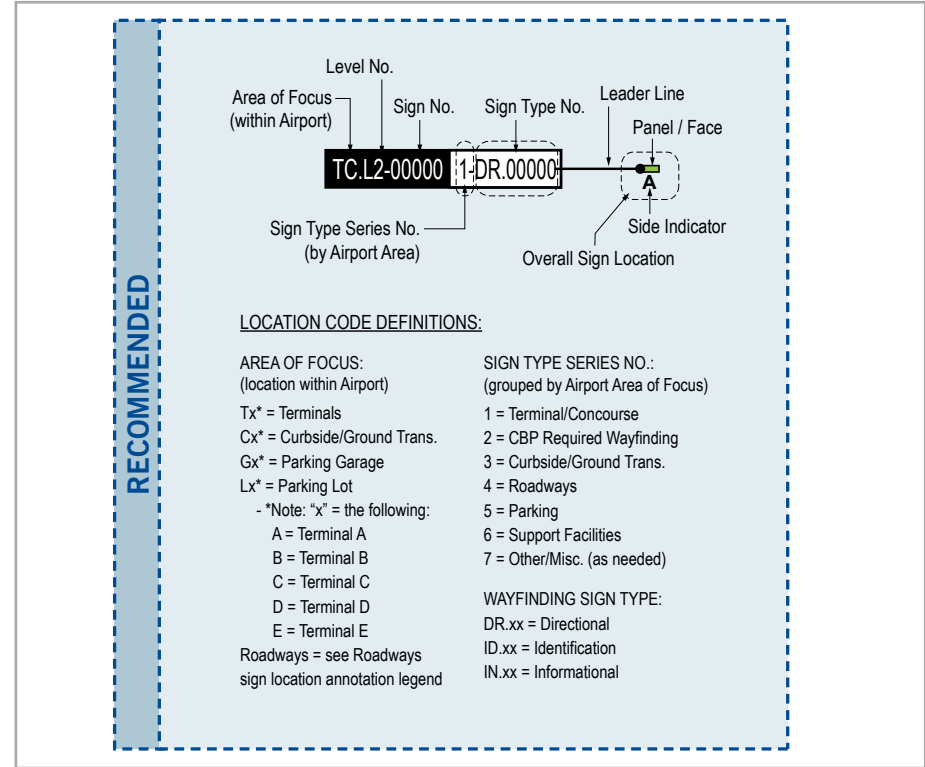 RECOMMENDED
Level No.
Area of Focus
(within Airport)
Sign No.
Sign Type No.
Leader Line
Panel / Face
TC.L2-00000 1-DR.00000
A
Sign Type Series No.
(by Airport Area)
Side Indicator
Overall Sign Location
LOCATION CODE DEFINITIONS:
AREA OF FOCUS:
(location within Airport)
Tx* = Terminals
Cx* = Curbside/Ground Trans.
Gx* = Parking Garage
Lx* = Parking Lot
- *Note: “x” = the following:
A = Terminal A
B = Terminal B
C = Terminal C
D = Terminal D
E = Terminal E
Roadways = see Roadways
sign location annotation legend
SIGN TYPE SERIES NO.:
(grouped by Airport Area of Focus)
1 = Terminal/Concourse
2 = CBP Required Wayfinding
3 = Curbside/Ground Trans.
4 = Roadways
5 = Parking
6 = Support Facilities
7 = Other/Misc. (as needed)
WAYFINDING SIGN TYPE:
DR.xx = Directional
ID.xx = Identification
IN.xx = Informational